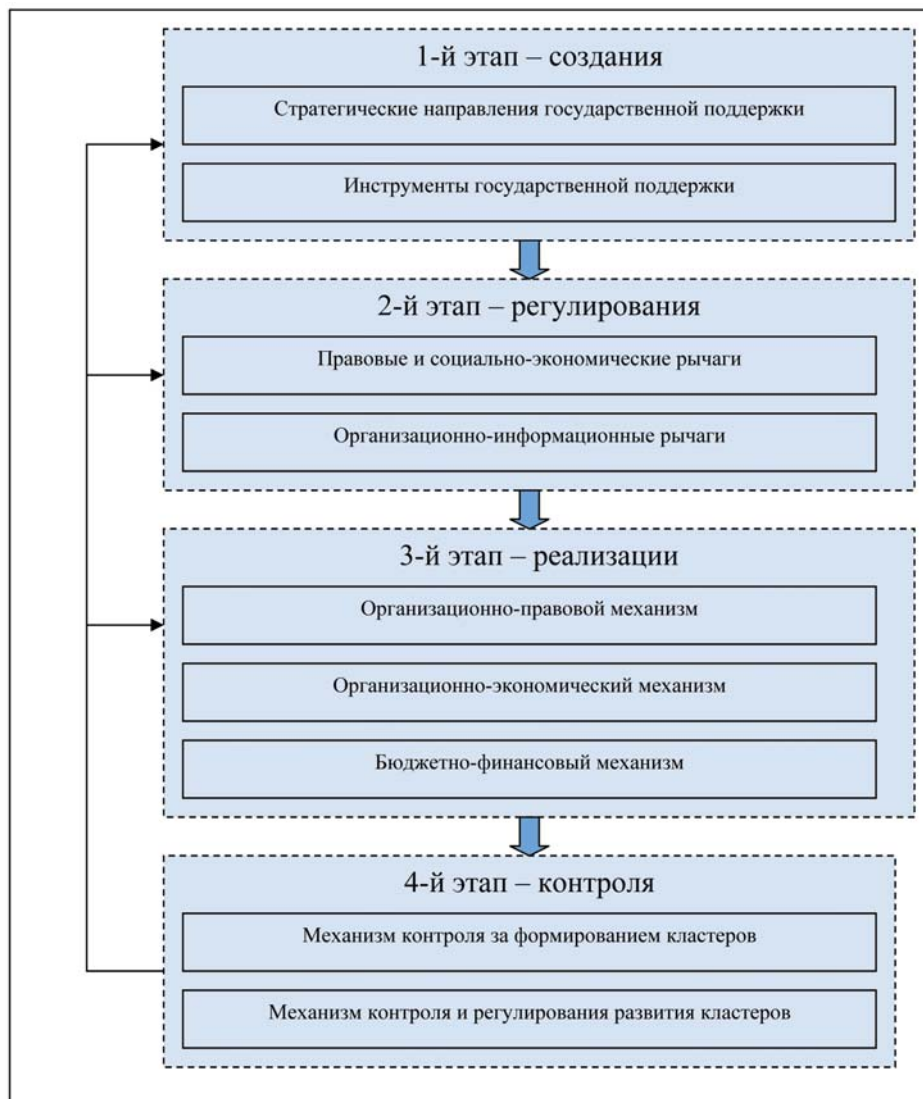 1-й этап – создания
Стратегические направления государственной поддержки
Инструменты государственной поддержки
2-й этап – регулирования
Правовые и социально-экономические рычаги
Организационно-информационные рычаги
3-й этап – реализации
Организационно-правовой механизм
Организационно-экономический механизм
Бюджетно-финансовый механизм
4-й этап – контроля
Механизм контроля за формированием кластеров
Механизм контроля и регулирования развития кластеров